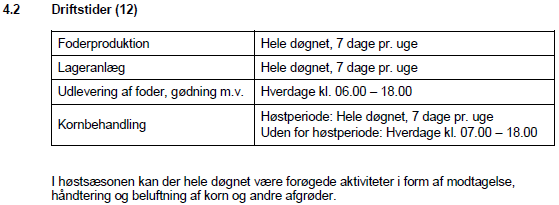 4.2 Driftstider (12)
Foderproduktion Hele døgnet, 7 dage pr. uge
Lageranlæg Hele døgnet, 7 dage pr. uge
Udlevering af foder, gødning m.v. Hverdage kl. 06.00 – 18.00
Kornbehandling Høstperiode: Hele døgnet, 7 dage pr. uge
Uden for høstperiode: Hverdage kl. 07.00 – 18.00
I høstsæsonen kan der hele døgnet være forøgede aktiviteter i form af modtagelse,
håndtering og beluftning af korn og andre afgrøder.